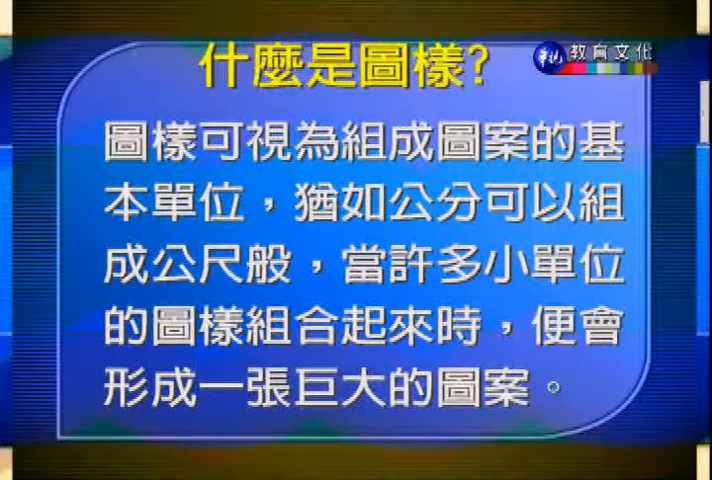 什麼是圖樣?
華視 教育文化
圖樣可視為組成圖案的基
本單位，猶如公分可以組
成公尺般，當許多小單位
的圖樣組合起來時，便會
形成一張巨大的圖案。